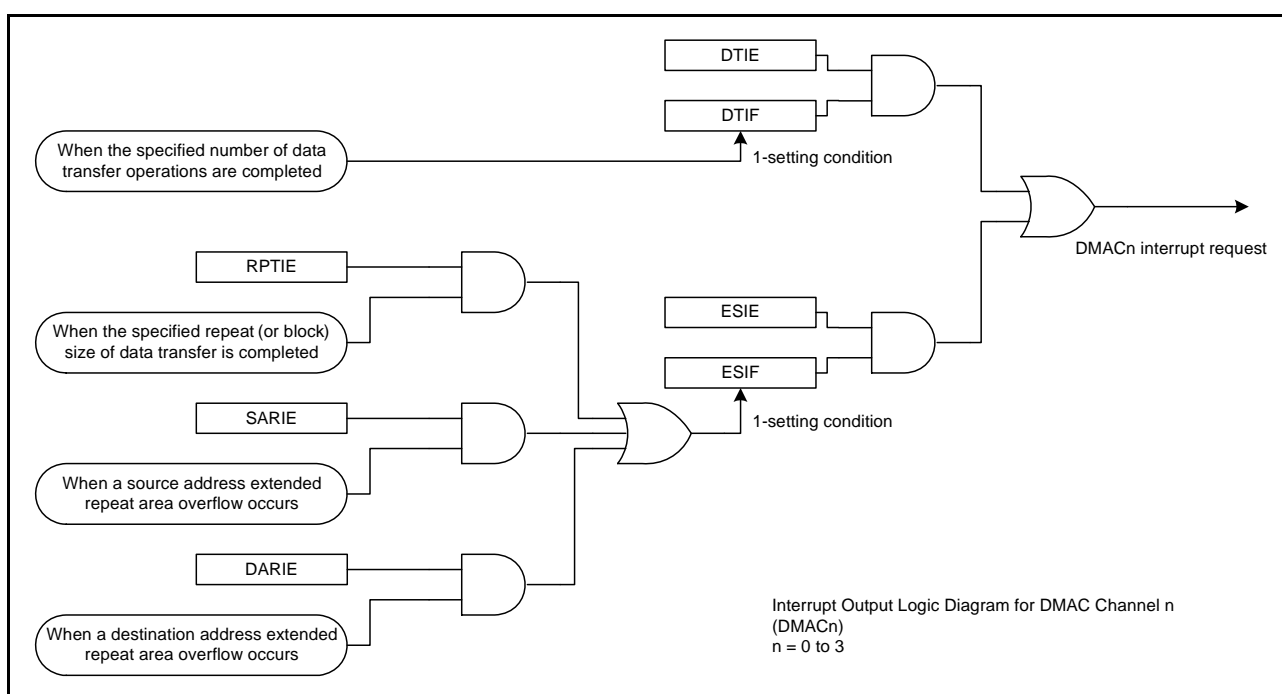 DTIE
DTIF
When the specified number of data
transfer operations are completed
1-setting condition
DMACn interrupt request
RPTIE
When the specified repeat (or block)
size of data transfer is completed
ESIE
ESIF
1-setting condition
SARIE
When a source address extended
repeat area overflow occurs
DARIE
When a destination address extended
repeat area overflow occurs
Interrupt Output Logic Diagram for DMAC Channel n
(DMACn)
n = 0 to 3